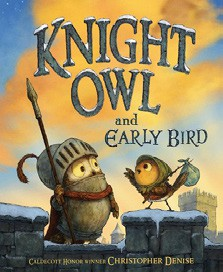 KNIGHT
OWL
and
EARLY BIRD
CALDECOTT HONOR WINNER CHRISTOPHER DENISE